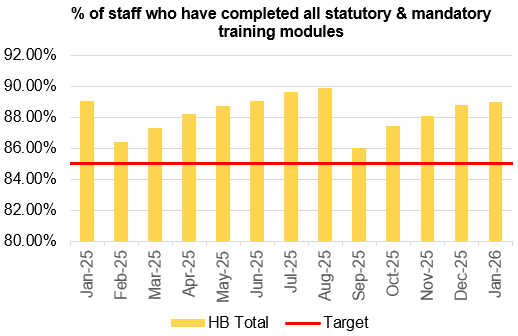 % of staff who have completed all statutory & mandatory
training modules
92.00%
90.00%
88.00%
86.00%
84.00%
82.00%
80.00%
Jan-25
Feb-25
Mar-25
Apr-25
May-25
Jun-25
Jul-25
Aug-25
Sep-25
Oct-25
Nov-25
Dec-25
Jan-26
HB Total
Target